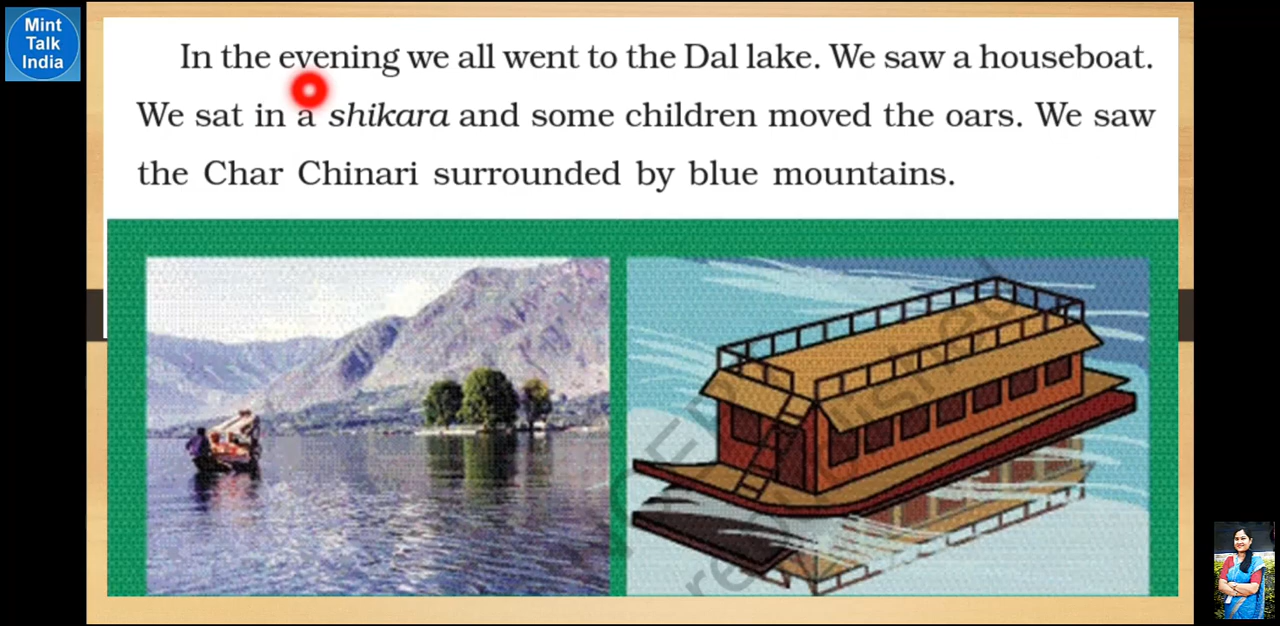 Mint
Talk
India
In the evening we all went to the Dal lake. We saw a houseboat.
We sat in a shikara and some children moved the oars. We saw
the Char Chinari surrounded by blue mountains.